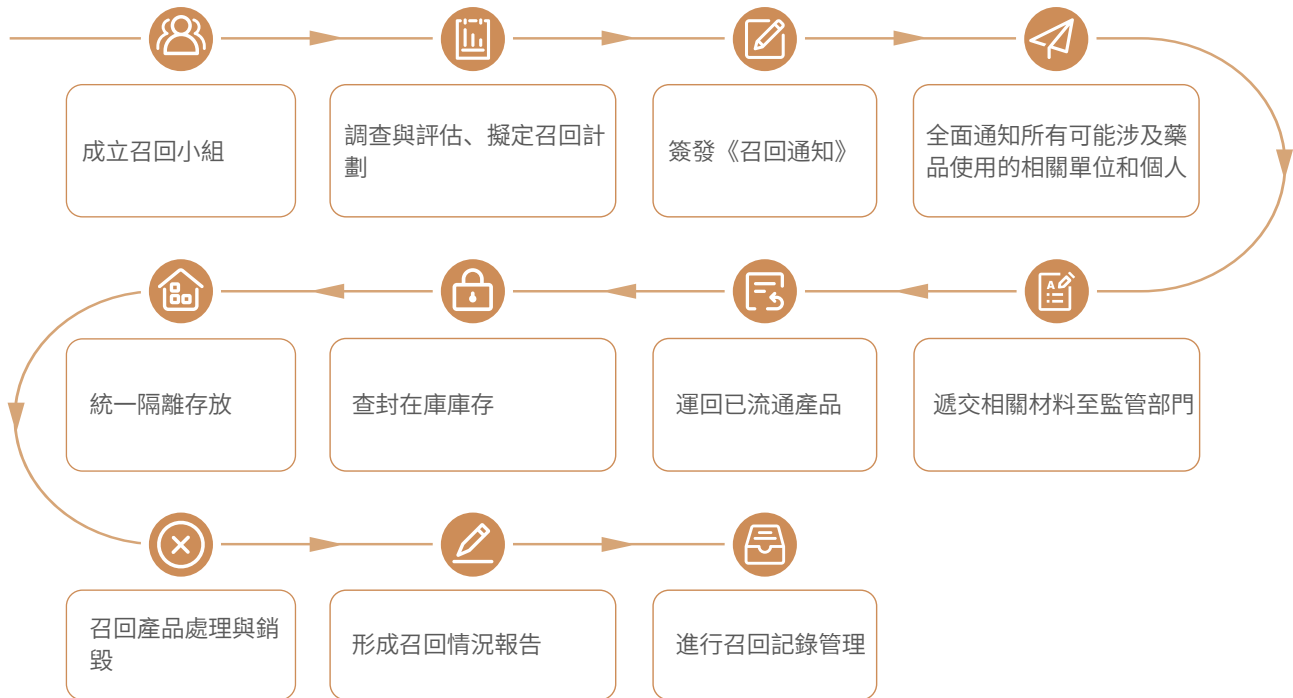 成立召回小組
調查與評估、擬定召回計
劃
簽發《召回通知》
全面通知所有可能涉及藥
品使用的相關單位和個人
遞交相關材料至監管部門
運回已流通產品
查封在庫庫存
統一隔離存放
召回產品處理與銷
毀
形成召回情況報告
進行召回記錄管理